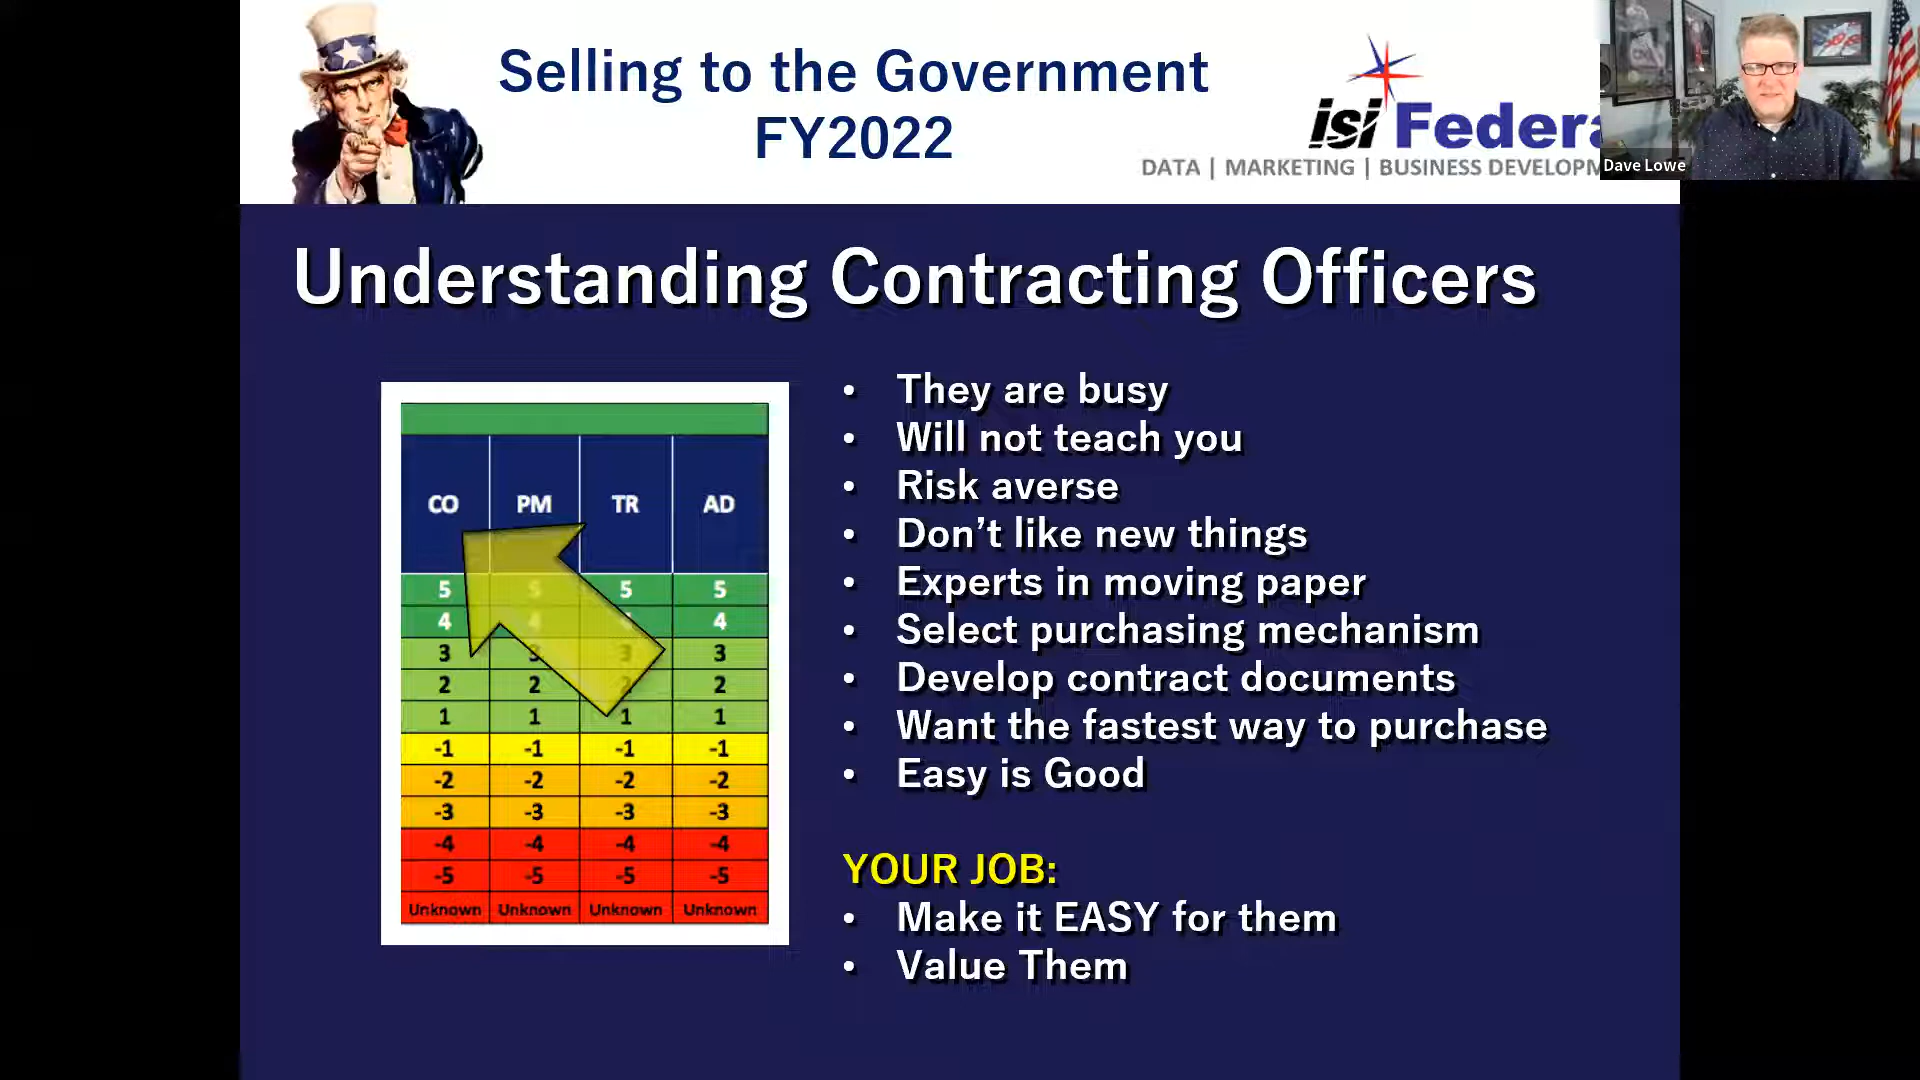 Selling to the Government
FY2022
isi Federa
DATA | MARKETING | BUSINESS DEVELOPM
Dave Lowe
Understanding Contracting Officers
CO PM TR AD
5 5 5 5
4 4 4 4
3 3 3 3
2 2 2 2
1 1 1 1
-1 -1 -1 -1
-2 -2 -2 -2
-3 -3 -3 -3
-4 -4 -4 -4
-5 -5 -5 -5
Unknown Unknown Unknown Unknown
• They are busy
• Will not teach you
• Risk averse
• Don't like new things
• Experts in moving paper
• Select purchasing mechanism
• Develop contract documents
• Want the fastest way to purchase
• Easy is Good
YOUR JOB:
• Make it EASY for them
• Value Them